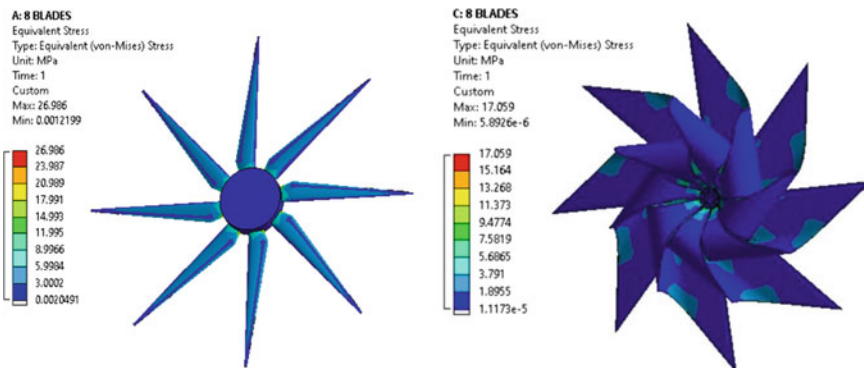 A: 8 BLADES
Equivalent Stress
Type: Equivalent (von-Mises) Stress
Unit: MPa
Time: 1
Custom
Max: 26.986
Min: 0.0012199
26.986
23.987
20.989
17.991
14.993
11.995
8.9966
5.9984
3.0002
0.0020491
C: 8 BLADES
Equivalent Stress
Type: Equivalent (von-Mises) Stress
Unit: MPa
Time: 1
Custom
Max: 17.059
Min: 5.8926e-6
17.059
15.164
13.268
11.373
9.4774
7.5819
5.6865
3.791
1.8955
1.1173e-5